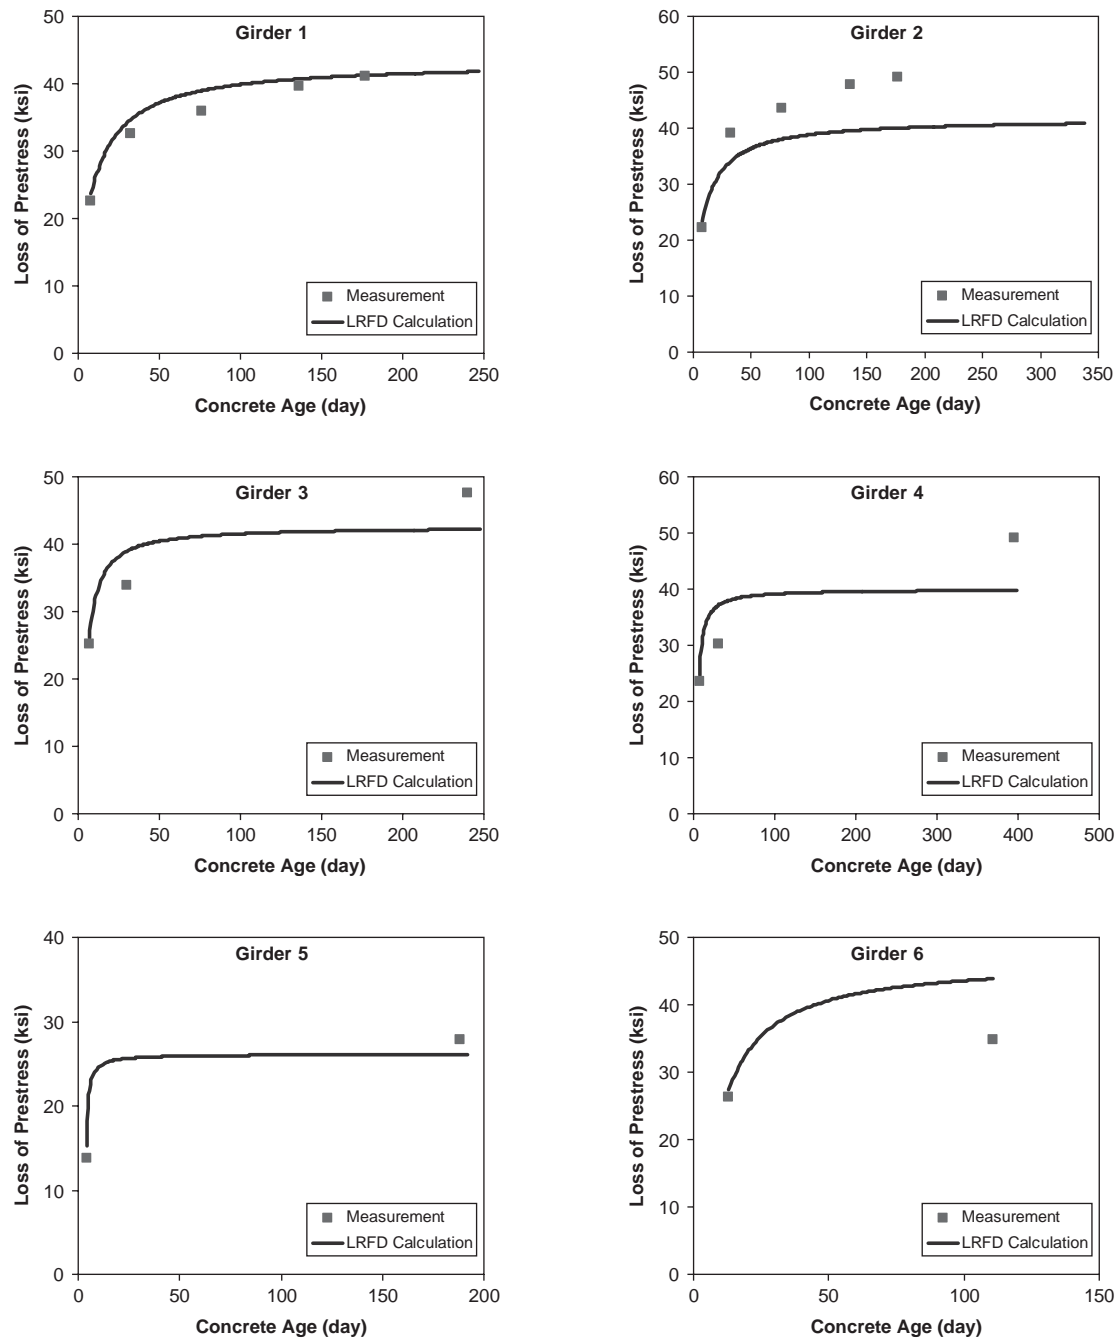 Girder 1
Loss of Prestress (ksi)
50
40
30
20
10
0
Measurement
LRFD Calculation
0 50 100 150 200 250
Concrete Age (day)
Girder 2
Loss of Prestress (ksi)
60
50
40
30
20
10
0
Measurement
LRFD Calculation
0 50 100 150 200 250 300 350
Concrete Age (day)
Girder 3
Loss of Prestress (ksi)
50
40
30
20
10
0
Measurement
LRFD Calculation
0 50 100 150 200 250
Concrete Age (day)
Girder 4
Loss of Prestress (ksi)
60
50
40
30
20
10
0
Measurement
LRFD Calculation
0 100 200 300 400 500
Concrete Age (day)
Girder 5
Loss of Prestress (ksi)
40
30
20
10
0
Measurement
LRFD Calculation
0 50 100 150 200
Concrete Age (day)
Girder 6
Loss of Prestress (ksi)
50
40
30
20
10
0
Measurement
LRFD Calculation
0 50 100 150
Concrete Age (day)